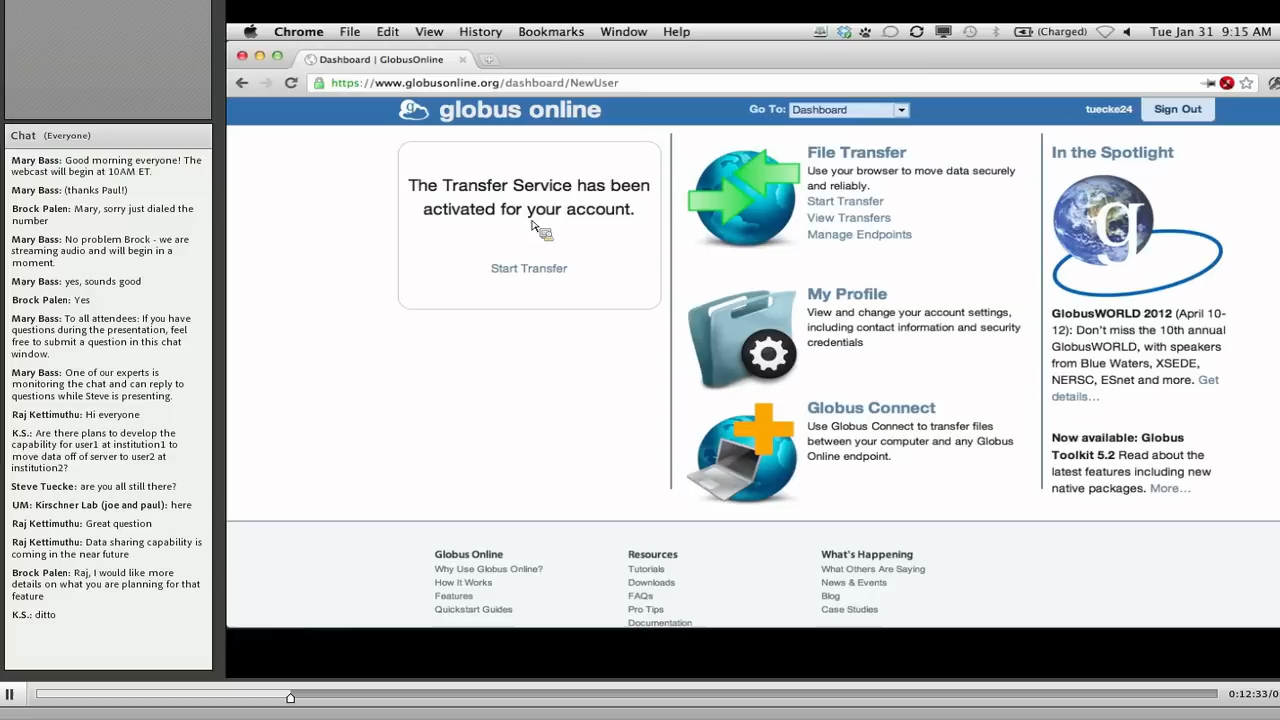 Chrome File Edit View History Bookmarks Window Help (Charged) Tue Jan 31 9:15 AM
Dashboard | GlobusOnline
https://www.globusonline.org/dashboard/NewUser
globus online
Go To: Dashboard
tuecke24
Sign Out
Chat (Everyone)
Mary Bass: Good morning everyone! The
webcast will begin at 10AM ET.
Mary Bass: (thanks Paul!)
Brock Palen: Mary, sorry just dialed the
number
Mary Bass: No problem Brock - we are
streaming audio and will begin in a
moment.
Mary Bass: yes, sounds good
Brock Palen: Yes
Mary Bass: To all attendees: If you have
questions during the presentation, feel
free to submit a question in this chat
window.
Mary Bass: One of our experts is
monitoring the chat and can reply to
questions while Steve is presenting.
Raj Kettimuthu: Hi everyone
K.S.: Are there plans to develop the
capability for user1 at institution1 to
move data off of server to user2 at
institution2?
Steve Tuecke: are you all still there?
UM: Kirschner Lab (joe and paul): here
Raj Kettimuthu: Great question
Raj Kettimuthu: Data sharing capability is
coming in the near future
Brock Palen: Raj, I would like more
details on what you are planning for that
feature
K.S.: ditto
The Transfer Service has been
activated for your account.
Start Transfer
File Transfer
Use your browser to move data securely
and reliably.
Start Transfer
View Transfers
Manage Endpoints
My Profile
View and change your account settings,
including contact information and security
credentials
Globus Connect
Use Globus Connect to transfer files
between your computer and any Globus
Online endpoint.
In the Spotlight
g
GlobusWORLD 2012 (April 10-
12): Don't miss the 10th annual
GlobusWORLD, with speakers
from Blue Waters, XSEDE,
NERSC, ESnet and more. Get
details...
Now available: Globus
Toolkit 5.2 Read about the
latest features including new
native packages. More...
Globus Online
Why Use Globus Online?
How It Works
Features
Quickstart Guides
Resources
Tutorials
Downloads
FAQs
Pro Tips
Documentation
What's Happening
What Others Are Saying
News & Events
Blog
Case Studies
0:12:33/0